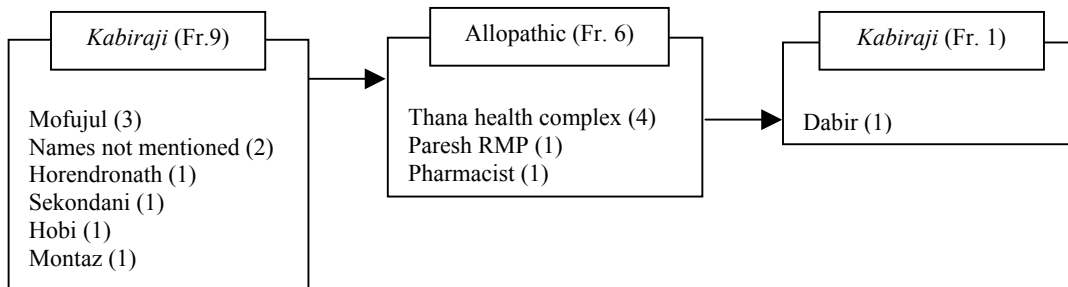 Kabiraji (Fr.9)
Mofujul (3)
Names not mentioned (2)
Horendronath (1)
Sekondani (1)
Hobi (1)
Montaz (1)
Allopathic (Fr. 6)
Thana health complex (4)
Paresh RMP (1)
Pharmacist (1)
Kabiraji (Fr. 1)
Dabir (1)